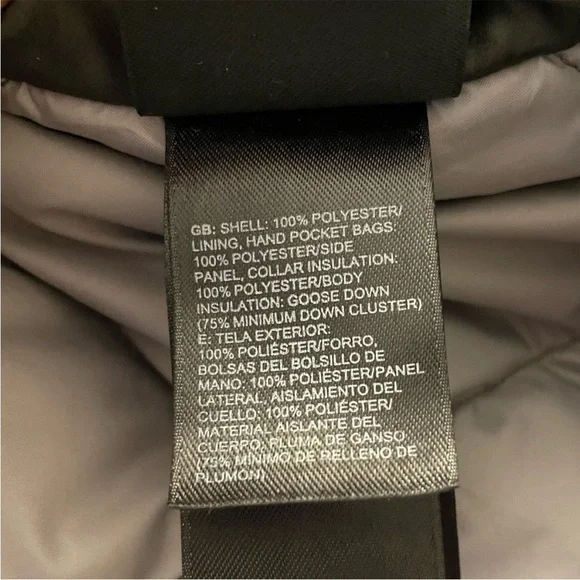 GB: SHELL: 100% POLYESTER/
LINING, HAND POCKET BAGS:
100% POLYESTER/SIDE
PANEL, COLLAR INSULATION:
100% POLYESTER/BODY
INSULATION: GOOSE DOWN
(75% MINIMUM DOWN CLUSTER)
E: TELA EXTERIOR:
100% POLIÉSTER/FORRO,
BOLSAS DEL BOLSILLO DE
MANO: 100% POLIÉSTER/PANEL
LATERAL, AISLAMIENTO DEL
CUELLO: 100% POLIÉSTER/
MATERIAL AISLANTE DEL
CUERPO: PLUMA DE GANSO
(75% MÍNIMO DE RELLENO DE
PLUMÓN)